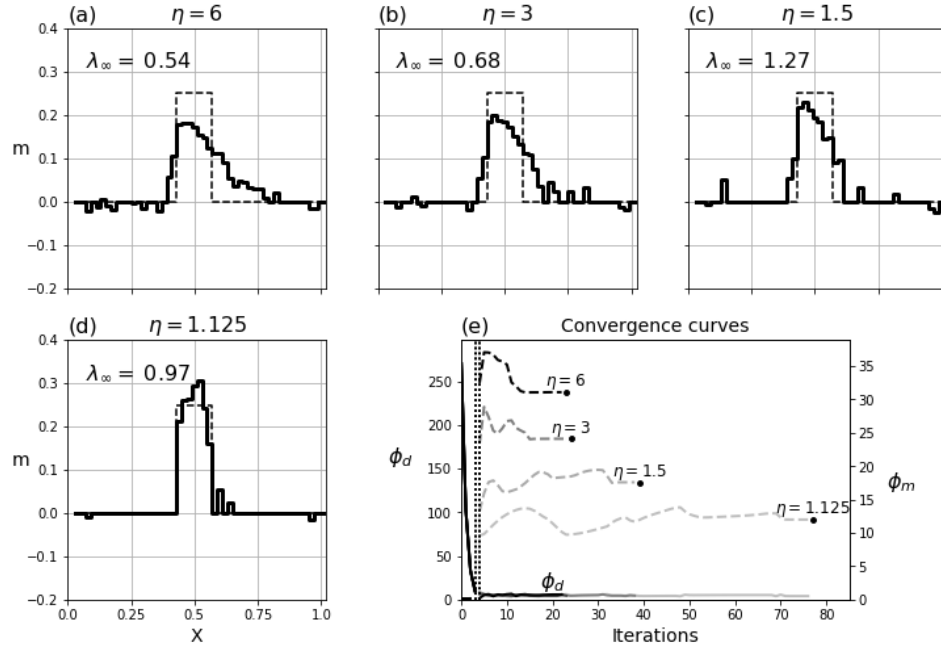 (a) η = 6
(b) η = 3
(c) η = 1.5
0.4
0.3
0.2
0.1
0.0
−0.1
−0.2
m
λ∞ = 0.54
λ∞ = 0.68
λ∞ = 1.27
(d) η = 1.125
0.4
0.3
0.2
0.1
0.0
−0.1
−0.2
m
λ∞ = 0.97
0.00 0.25 0.50 0.75 1.00
X
(e) Convergence curves
250
200
150
100
50
0
ϕd
η = 6
η = 3
η = 1.5
η = 1.125
ϕd
35
30
25
20
15
10
5
0
ϕm
0 10 20 30 40 50 60 70 80
Iterations